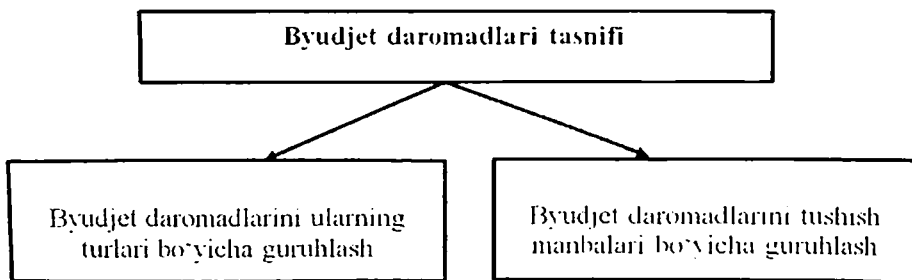 Byudjet daromadlari tasnifi
Byudjet daromadlarini ularning
turlari bo‘yicha guruhlash
Byudjet daromadlarini tushish
manbalari bo‘yicha guruhlash